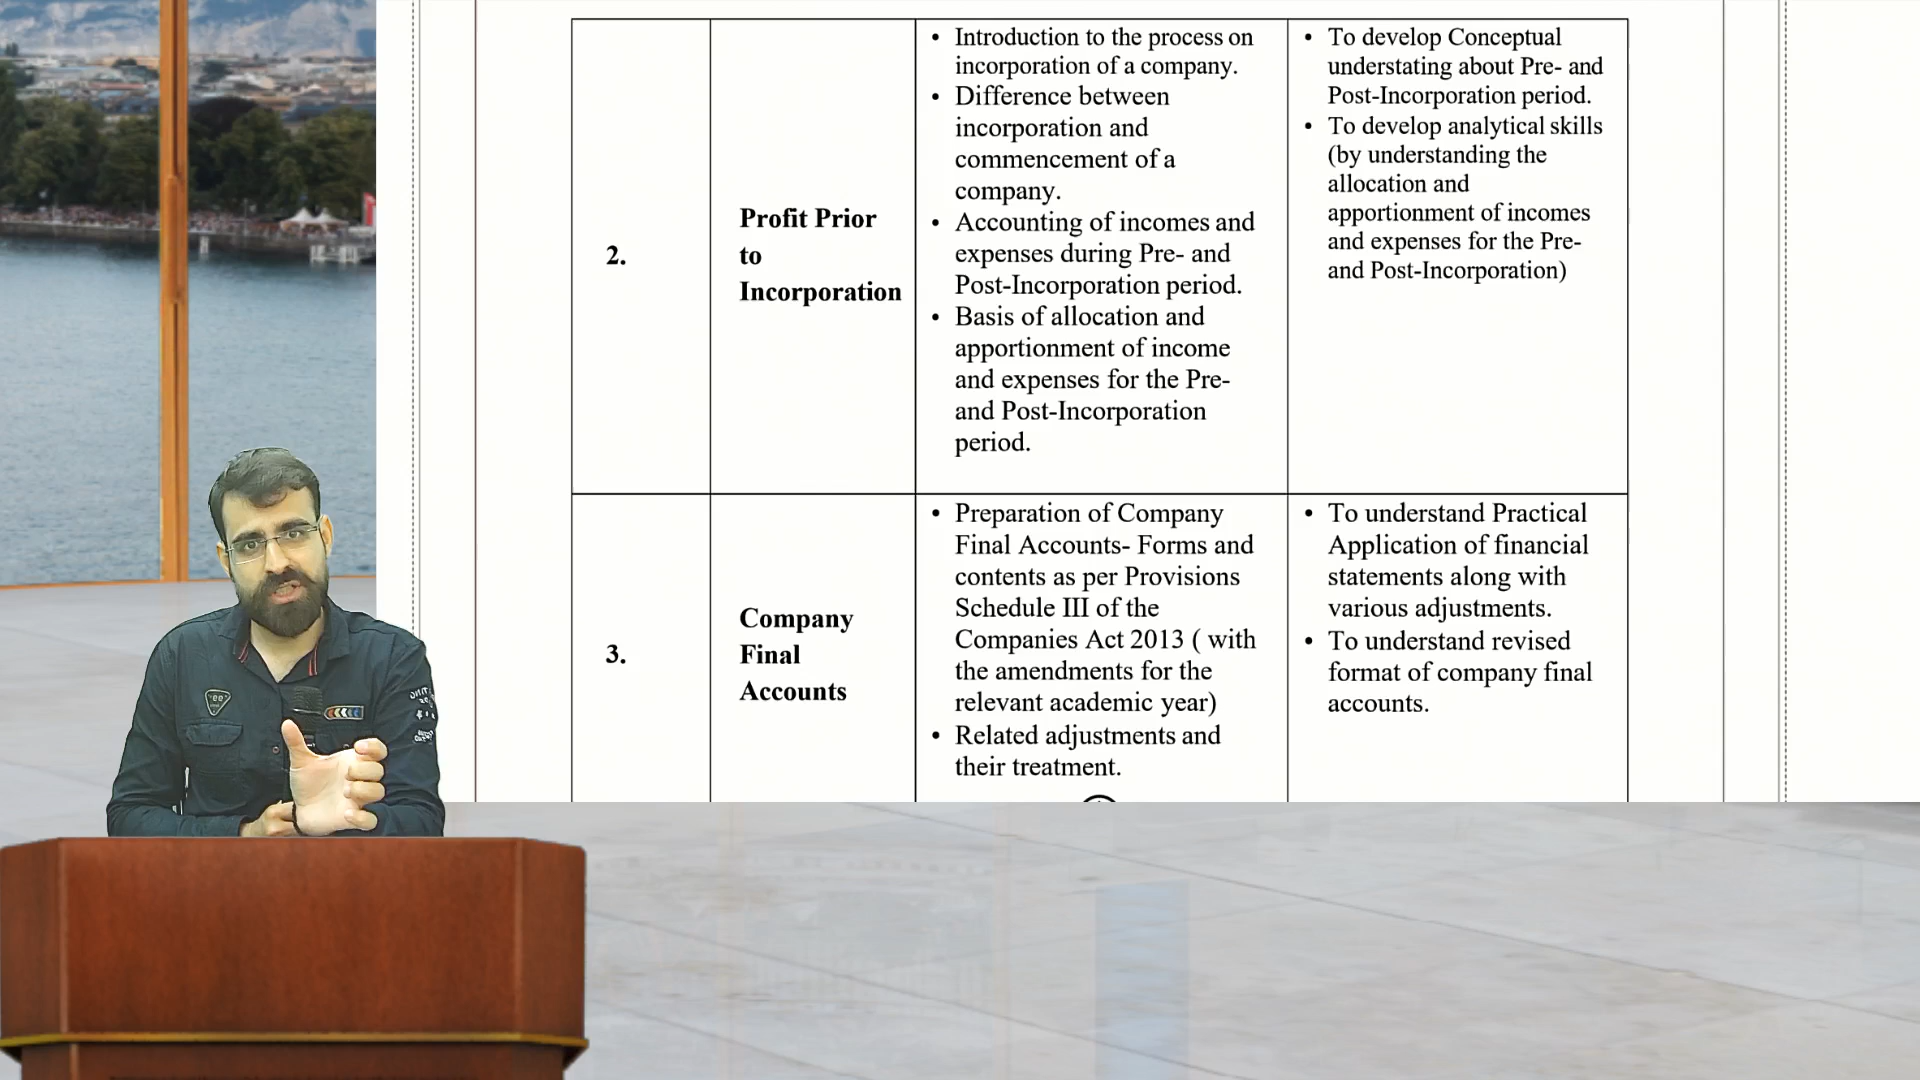 2.
Profit Prior
to
Incorporation
• Introduction to the process on
incorporation of a company.
• Difference between
incorporation and
commencement of a
company.
• Accounting of incomes and
expenses during Pre- and
Post-Incorporation period.
• Basis of allocation and
apportionment of income
and expenses for the Pre-
and Post-Incorporation
period.
• To develop Conceptual
understating about Pre- and
Post-Incorporation period.
• To develop analytical skills
(by understanding the
allocation and
apportionment of incomes
and expenses for the Pre-
and Post-Incorporation)
3.
Company
Final
Accounts
• Preparation of Company
Final Accounts- Forms and
contents as per Provisions
Schedule III of the
Companies Act 2013 ( with
the amendments for the
relevant academic year)
• Related adjustments and
their treatment.
• To understand Practical
Application of financial
statements along with
various adjustments.
• To understand revised
format of company final
accounts.